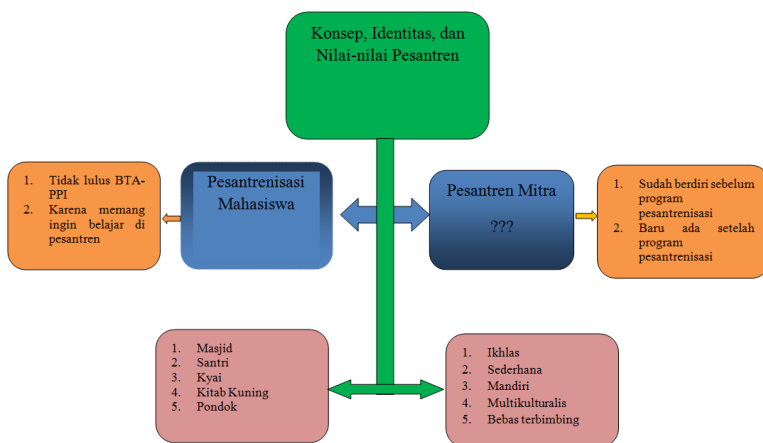 Konsep, Identitas, dan
Nilai-nilai Pesantren
1. Tidak lulus BTA-
PPI
2. Karena memang
ingin belajar di
pesantren
Pesantrenisasi
Mahasiswa
Pesantren Mitra
???
1. Sudah berdiri sebelum
program
pesantrenisasi
2. Baru ada setelah
program
pesantrenisasi
1. Masjid
2. Santri
3. Kyai
4. Kitab Kuning
5. Pondok
1. Ikhlas
2. Sederhana
3. Mandiri
4. Multikulturalis
5. Bebas terbimbing